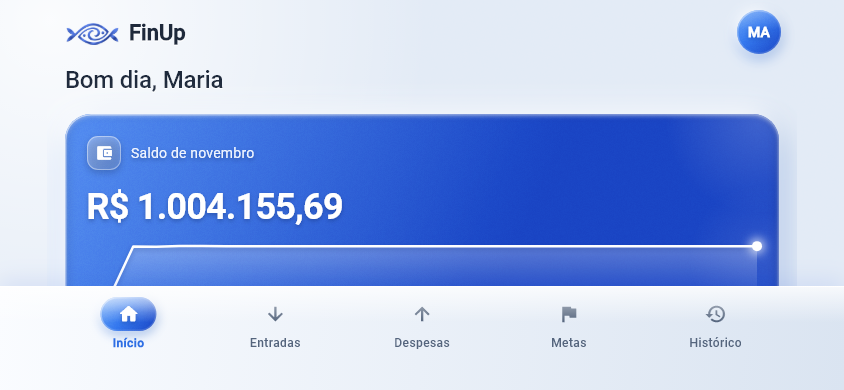 FinUp
MA
Bom dia, Maria
Saldo de novembro
R$ 1.004.155,69
Início
Entradas
Despesas
Metas
Histórico